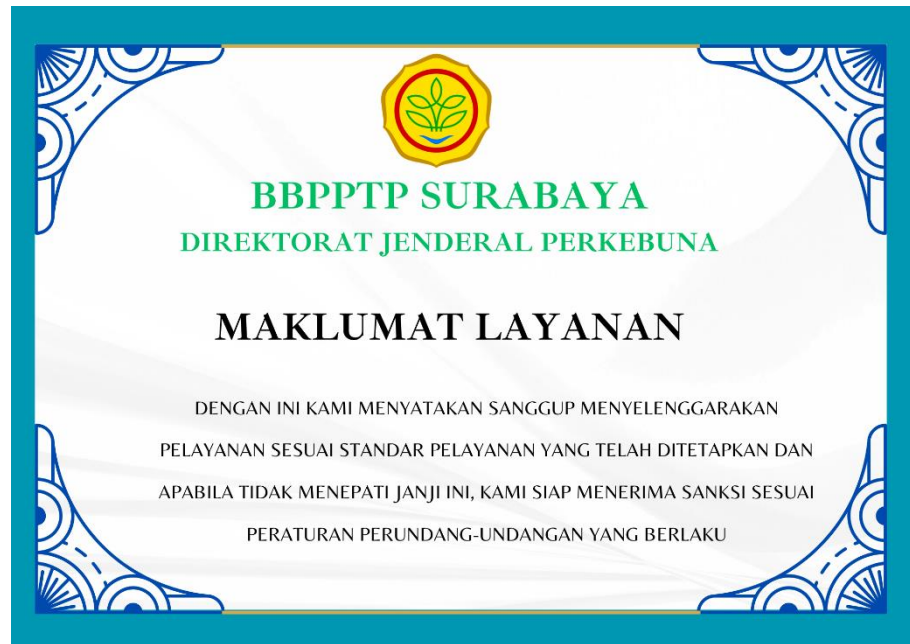 BBPPTP SURABAYA
DIREKTORAT JENDERAL PERKEBUNA
MAKLUMAT LAYANAN
DENGAN INI KAMI MENYATAKAN SANGGUP MENYELENGGARAKAN
PELAYANAN SESUAI STANDAR PELAYANAN YANG TELAH DITETAPKAN DAN
APABILA TIDAK MENEPATI JANJI INI, KAMI SIAP MENERIMA SANKSI SESUAI
PERATURAN PERUNDANG-UNDANGAN YANG BERLAKU